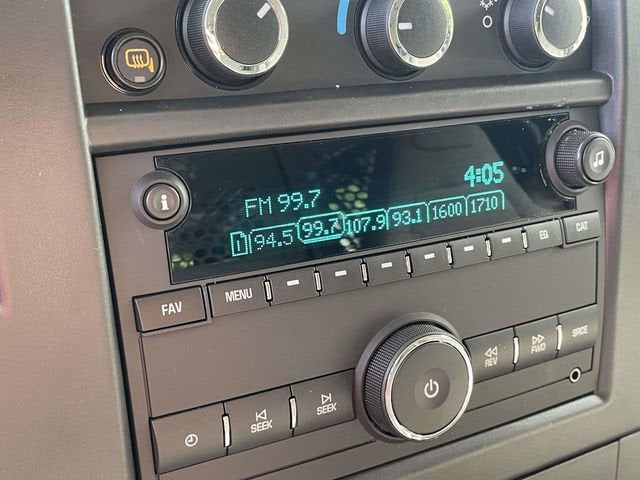 4:05
FM 99.7
1 94.5 99.7 107.9 93.1 1600 1710
FAV MENU EQ CAT
REV FWD SRCE
SEEK SEEK